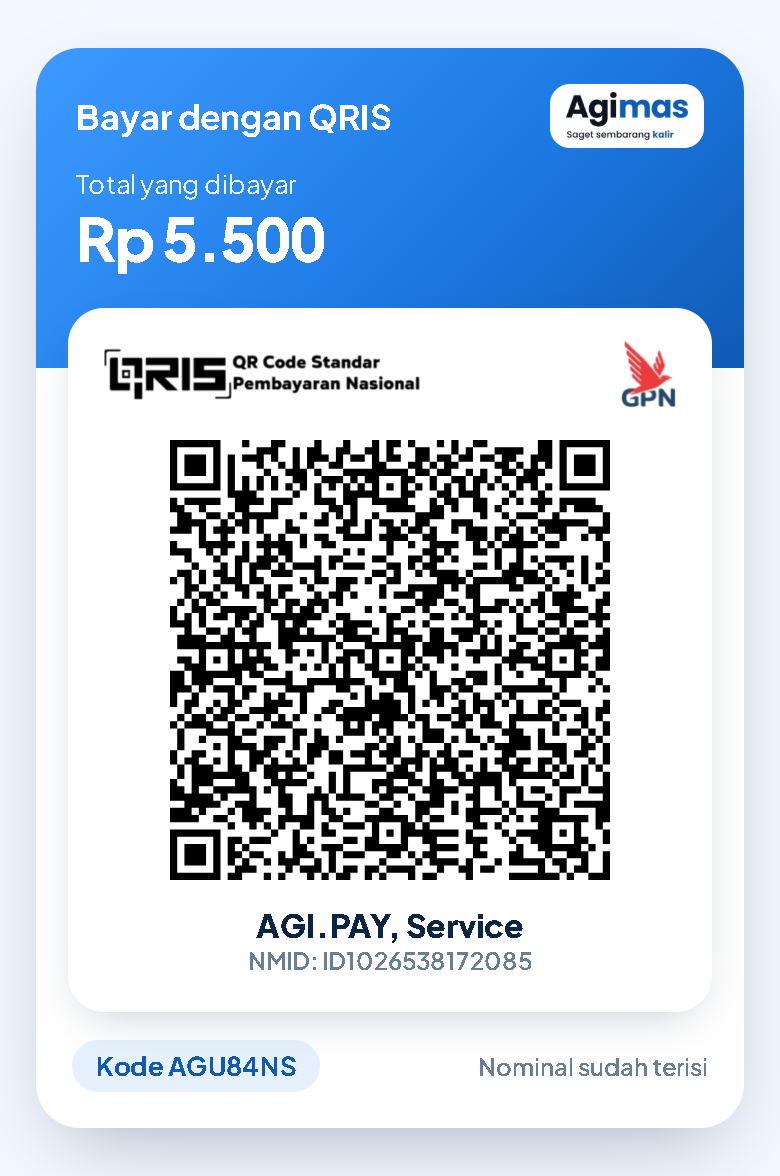 Bayar dengan QRIS
Agimas
Saget sembarang kalir
Total yang dibayar
Rp 5.500
QRIS
QR Code Standar
Pembayaran Nasional
GPN
AGI.PAY, Service
NMID: ID1026538172085
Kode AGU84NS
Nominal sudah terisi